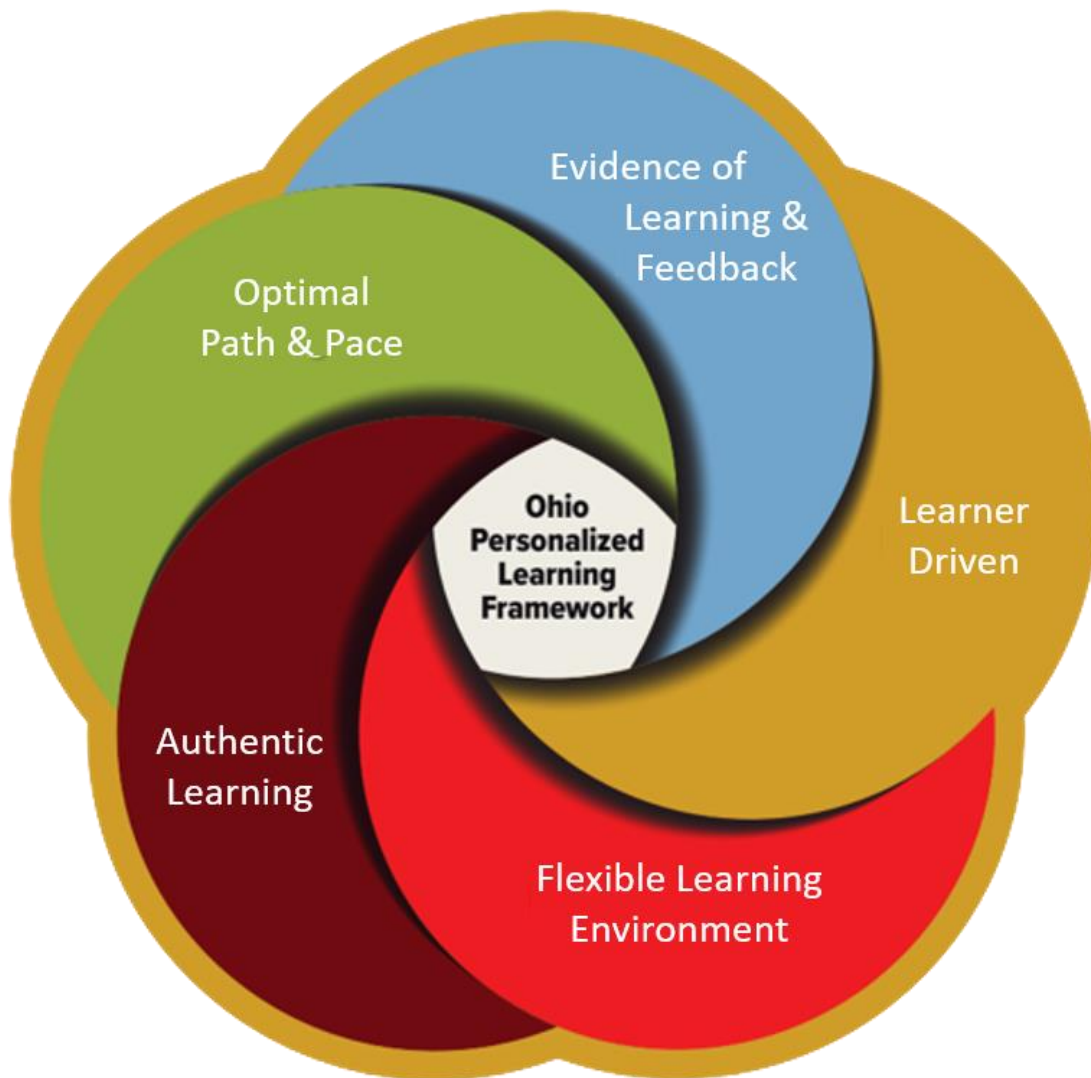 Evidence of
Learning &
Feedback
Optimal
Path & Pace
Learner
Driven
Ohio
Personalized
Learning
Framework
Authentic
Learning
Flexible Learning
Environment